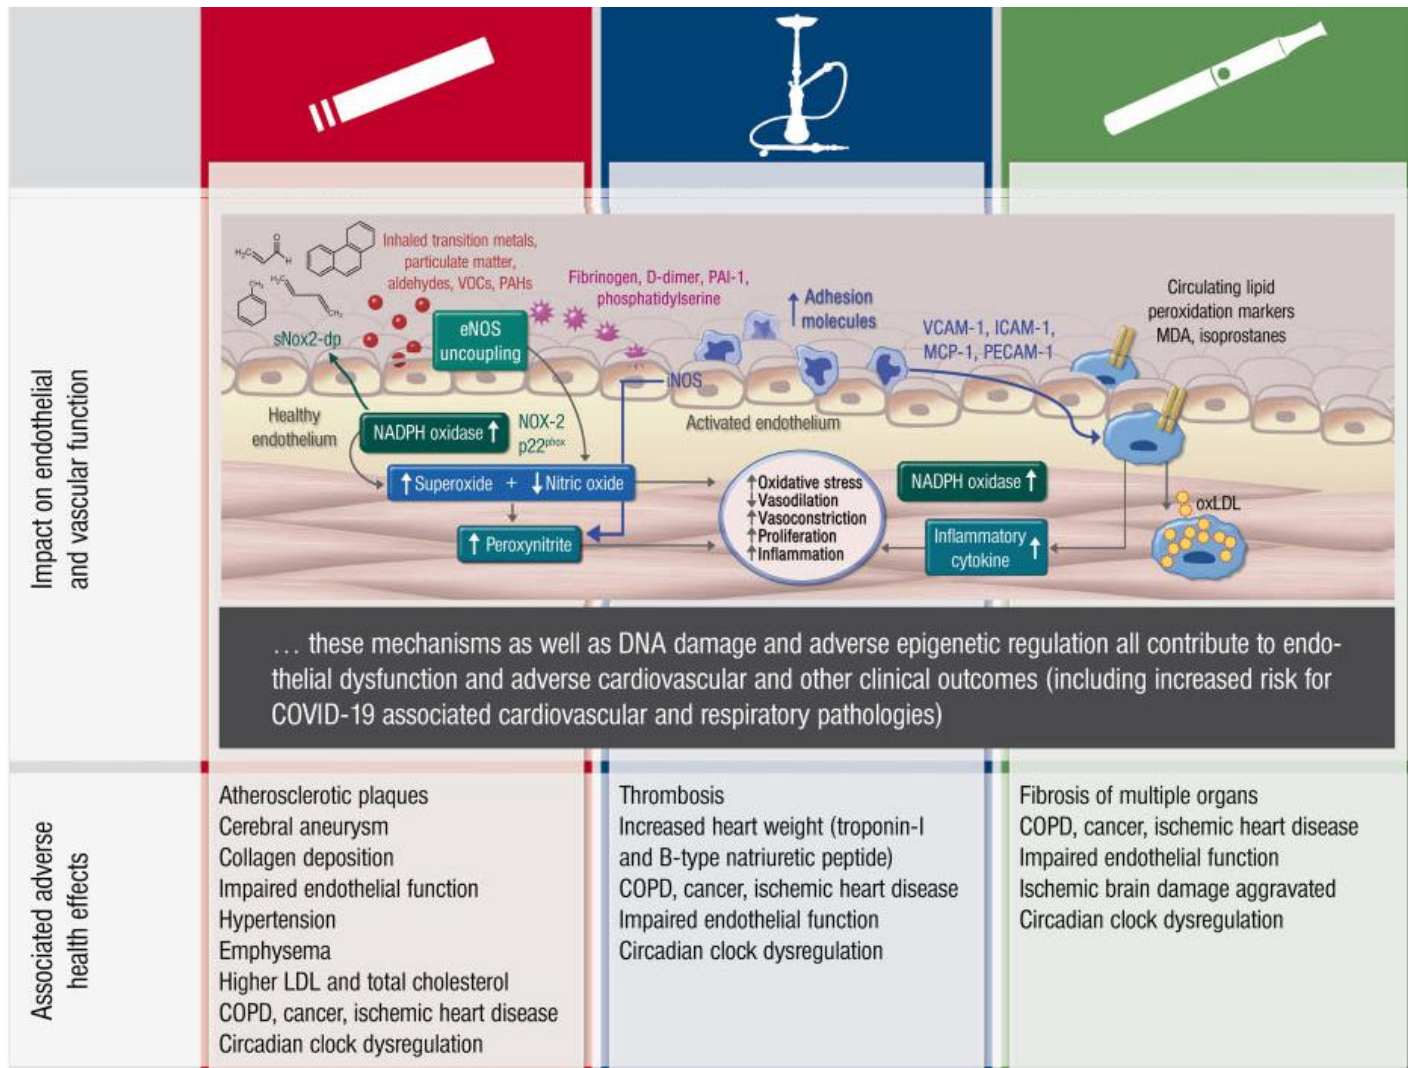 Impact on endothelial
and vascular function
H₂C
O
H
CH₃
H₂C
CH₃
Inhaled transition metals,
particulate matter,
aldehydes, VOCs, PAHs
sNox2-dp
eNOS
uncoupling
Fibrinogen, D-dimer, PAI-1,
phosphatidylserine
Adhesion
molecules
VCAM-1, ICAM-1,
MCP-1, PECAM-1
Circulating lipid
peroxidation markers
MDA, isoprostanes
iNOS
Healthy
endothelium
NADPH oxidase ↑
NOX-2
p22ᵖʰᵒˣ
Activated endothelium
↑ Superoxide + ↓ Nitric oxide
↑ Peroxynitrite
↑ Oxidative stress
↓ Vasodilation
↑ Vasoconstriction
↑ Proliferation
↑ Inflammation
NADPH oxidase ↑
Inflammatory
cytokine ↑
oxLDL
… these mechanisms as well as DNA damage and adverse epigenetic regulation all contribute to endo-
thelial dysfunction and adverse cardiovascular and other clinical outcomes (including increased risk for
COVID-19 associated cardiovascular and respiratory pathologies)
Associated adverse
health effects
Atherosclerotic plaques
Cerebral aneurysm
Collagen deposition
Impaired endothelial function
Hypertension
Emphysema
Higher LDL and total cholesterol
COPD, cancer, ischemic heart disease
Circadian clock dysregulation
Thrombosis
Increased heart weight (troponin-I
and B-type natriuretic peptide)
COPD, cancer, ischemic heart disease
Impaired endothelial function
Circadian clock dysregulation
Fibrosis of multiple organs
COPD, cancer, ischemic heart disease
Impaired endothelial function
Ischemic brain damage aggravated
Circadian clock dysregulation